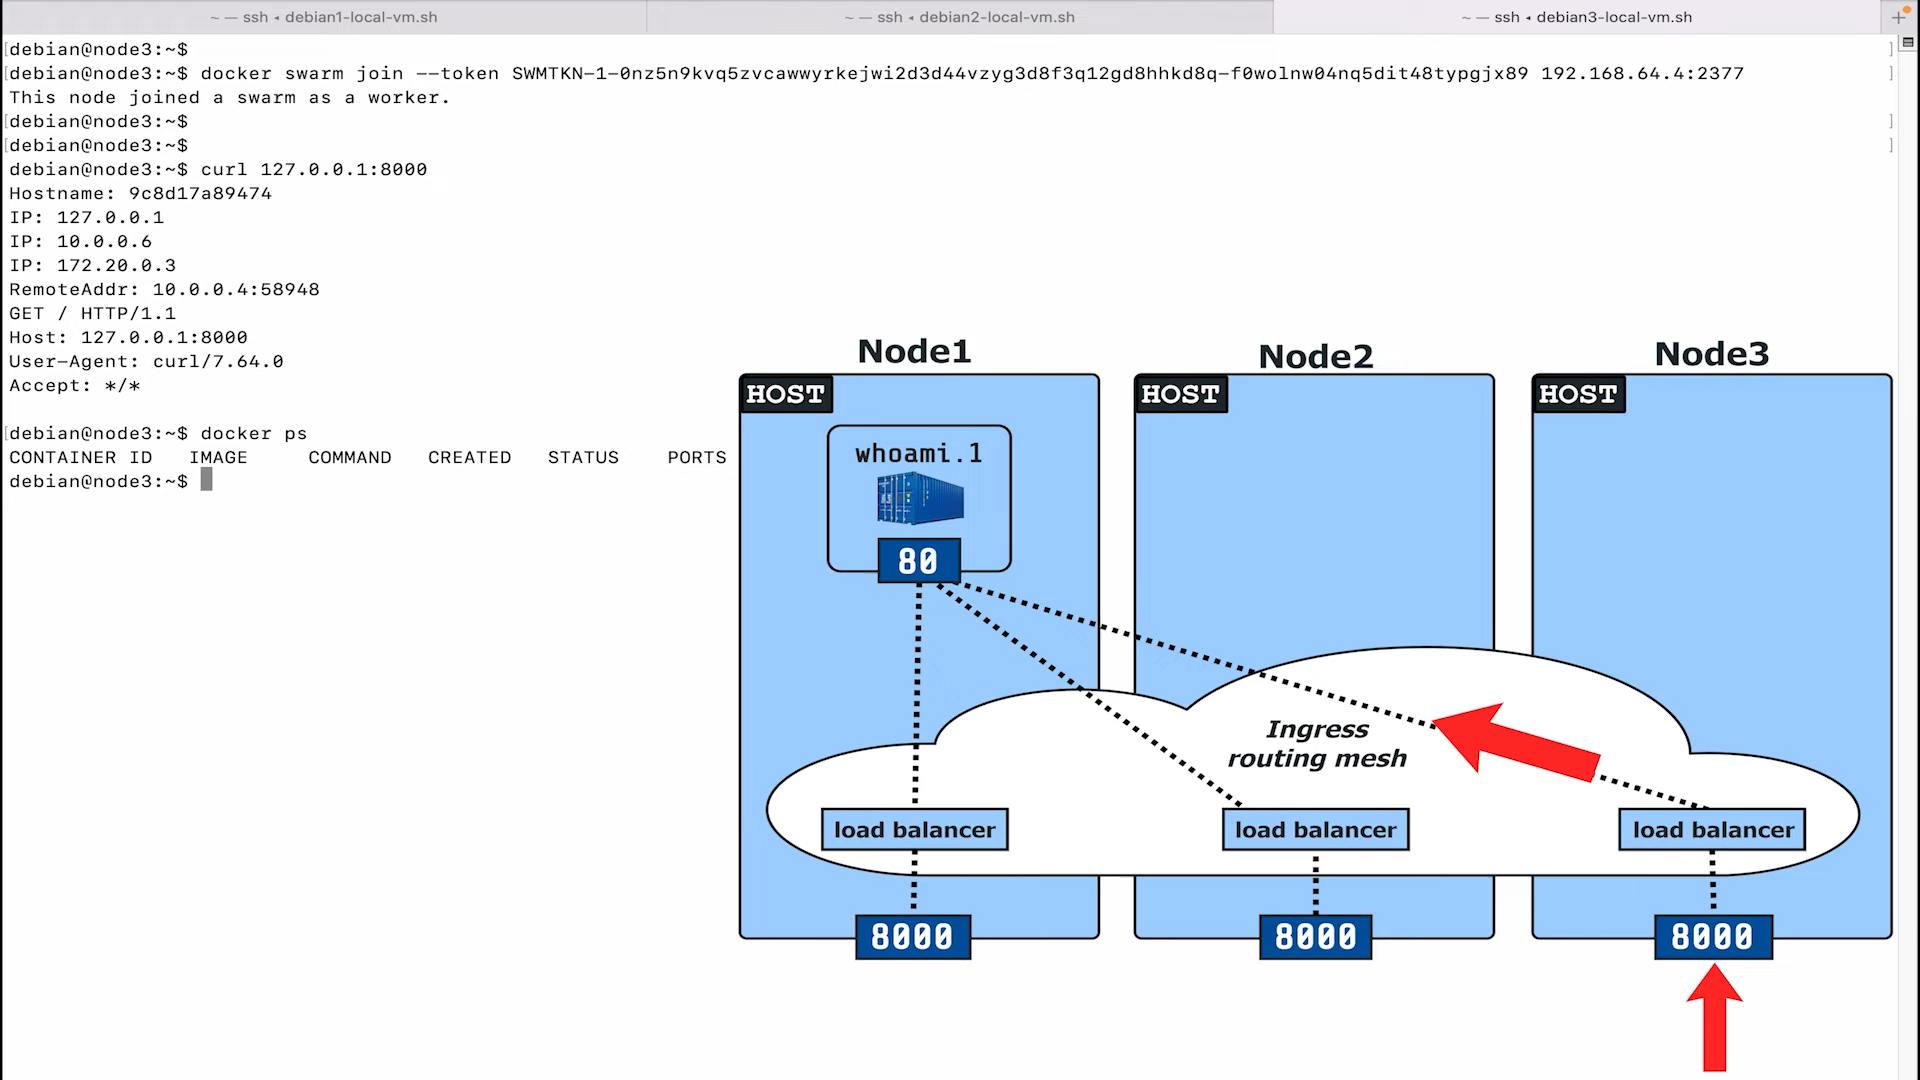 ~ — ssh ◂ debian1-local-vm.sh
~ — ssh ◂ debian2-local-vm.sh
~ — ssh ◂ debian3-local-vm.sh
debian@node3:~$
debian@node3:~$ docker swarm join --token SWMTKN-1-0nz5n9kvq5zvcawwyrkejwi2d3d44vzyg3d8f3q12gd8hhkd8q-f0wolnw04nq5dit48typgjx89 192.168.64.4:2377
This node joined a swarm as a worker.
debian@node3:~$
debian@node3:~$
debian@node3:~$ curl 127.0.0.1:8000
Hostname: 9c8d17a89474
IP: 127.0.0.1
IP: 10.0.0.6
IP: 172.20.0.3
RemoteAddr: 10.0.0.4:58948
GET / HTTP/1.1
Host: 127.0.0.1:8000
User-Agent: curl/7.64.0
Accept: */*
debian@node3:~$ docker ps
CONTAINER ID IMAGE COMMAND CREATED STATUS PORTS
debian@node3:~$
Node1
Node2
Node3
HOST
HOST
HOST
whoami.1
80
Ingress
routing mesh
load balancer
load balancer
load balancer
8000
8000
8000